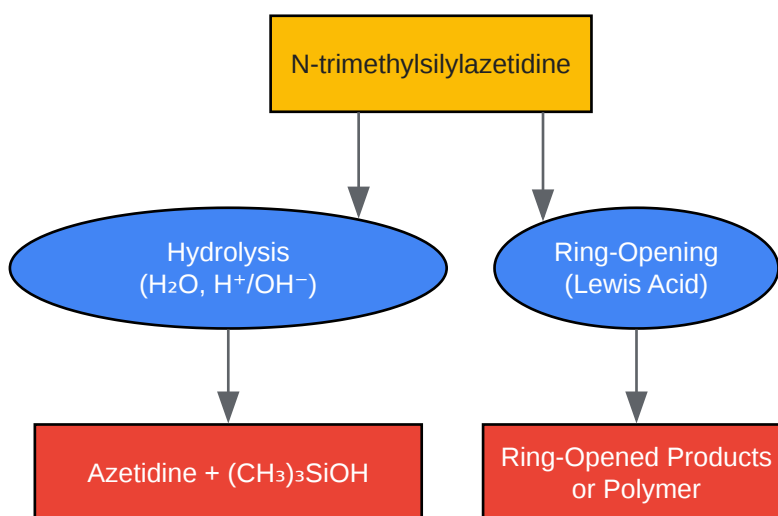 N-trimethylsilylazetidine
Hydrolysis
(H₂O, H⁺/OH⁻)
Ring-Opening
(Lewis Acid)
Azetidine + (CH₃)₃SiOH
Ring-Opened Products
or Polymer